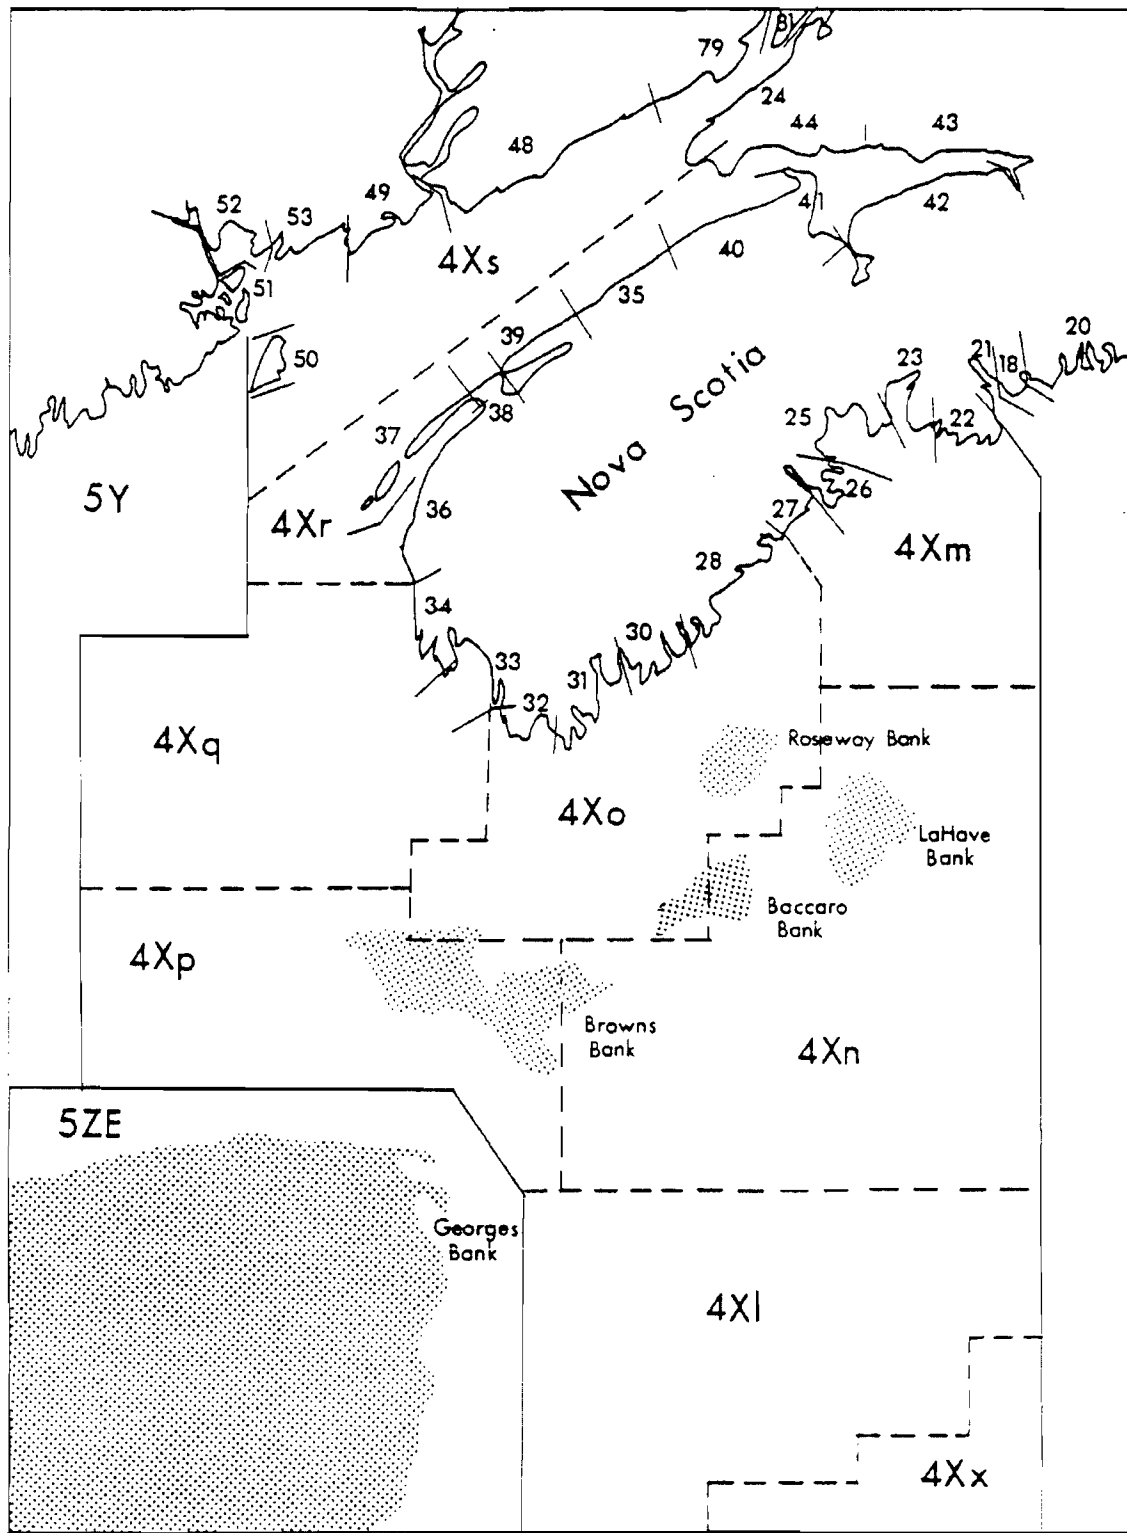 81
79
24
44
43
48
41
42
52
53
49
4Xs
40
51
35
50
39
20
21
18
23
38
Nova Scotia
25
22
37
5Y
36
4Xr
26
27
4Xm
28
34
30
33
31
32
4Xq
Roseway Bank
4Xo
LaHave
Bank
Baccaro
Bank
4Xp
Browns
Bank
4Xn
5ZE
Georges
Bank
4Xl
4Xx